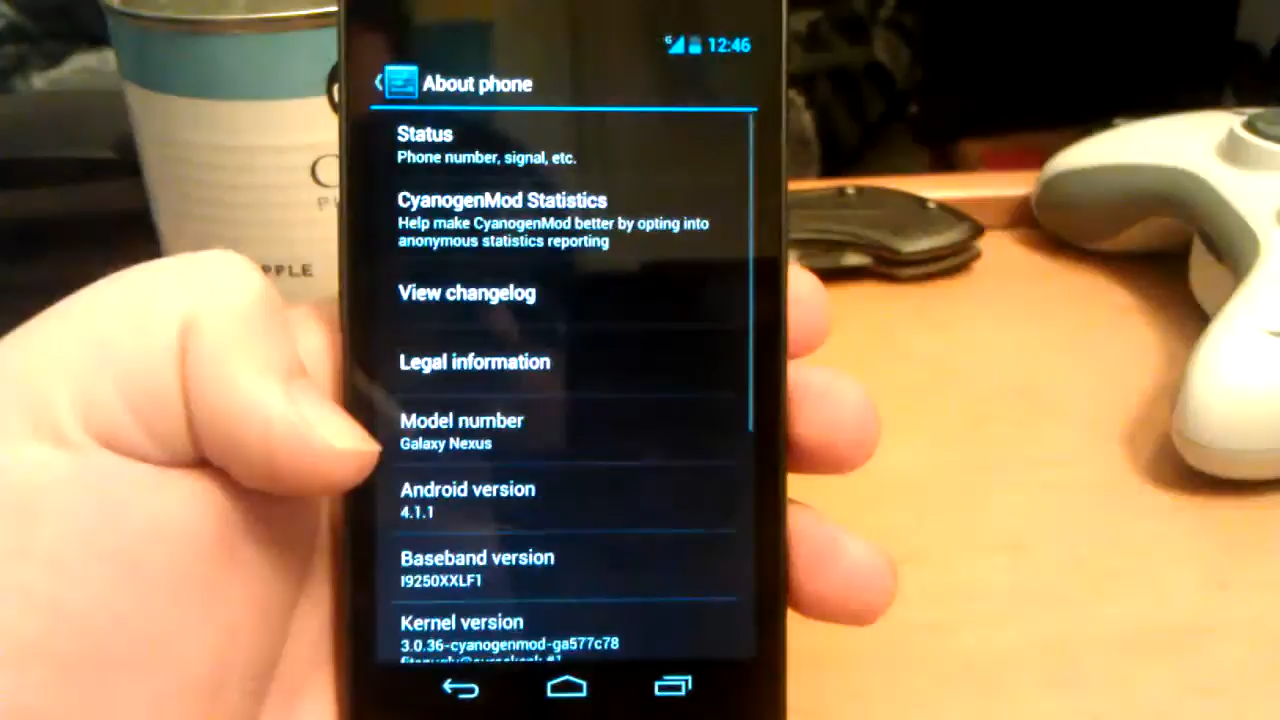 G 12:46
About phone
Status
Phone number, signal, etc.
CyanogenMod Statistics
Help make CyanogenMod better by opting into
anonymous statistics reporting
View changelog
Legal information
Model number
Galaxy Nexus
Android version
4.1.1
Baseband version
I9250XXLF1
Kernel version
3.0.36-cyanogenmod-ga577c78
PPLE